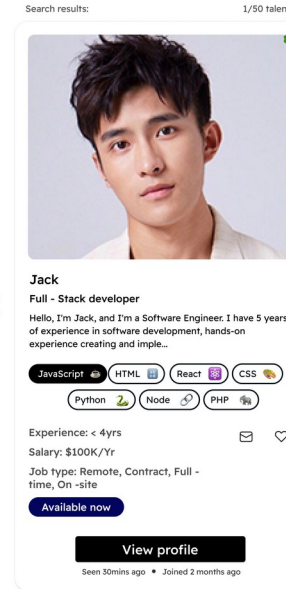 Search results: 1/50 talen
Jack
Full - Stack developer
Hello, I'm Jack, and I'm a Software Engineer. I have 5 years
of experience in software development, hands-on
experience creating and imple...
JavaScript HTML React CSS
Python Node PHP
Experience: < 4yrs
Salary: $100K/Yr
Job type: Remote, Contract, Full -
time, On -site
Available now
View profile
Seen 30mins ago • Joined 2 months ago